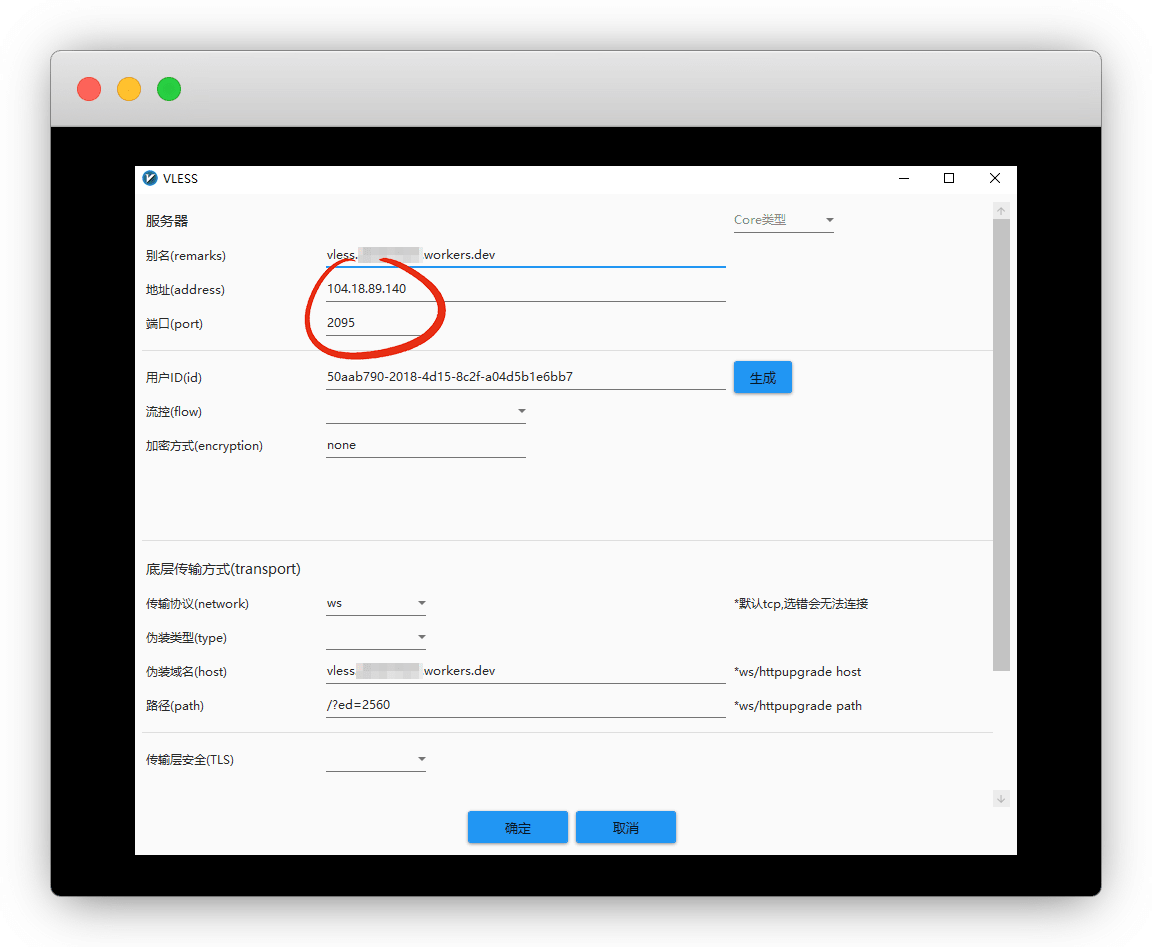 VLESS
服务器
Core类型
别名(remarks)
vless. .workers.dev
地址(address)
104.18.89.140
端口(port)
2095
用户ID(id)
50aab790-2018-4d15-8c2f-a04d5b1e6bb7
生成
流控(flow)
加密方式(encryption)
none
底层传输方式(transport)
传输协议(network)
ws
*默认tcp,选错会无法连接
伪装类型(type)
伪装域名(host)
vless .workers.dev
*ws/httpupgrade host
路径(path)
/?ed=2560
*ws/httpupgrade path
传输层安全(TLS)
确定
取消